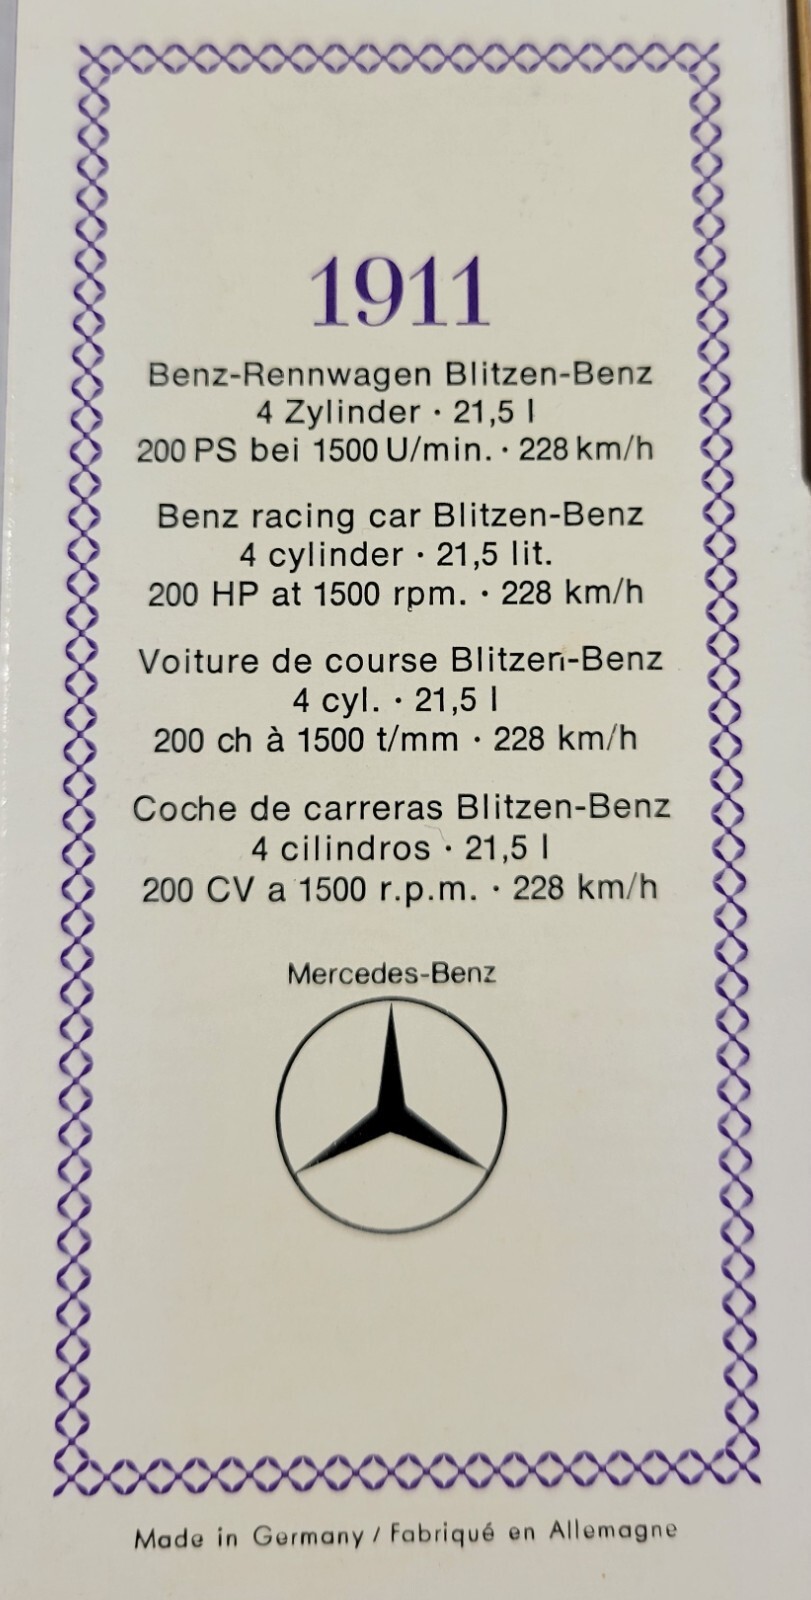 1911
Benz-Rennwagen Blitzen-Benz
4 Zylinder · 21,5 l
200 PS bei 1500 U/min. · 228 km/h
Benz racing car Blitzen-Benz
4 cylinder · 21,5 lit.
200 HP at 1500 rpm. · 228 km/h
Voiture de course Blitzen-Benz
4 cyl. · 21,5 l
200 ch à 1500 t/mm · 228 km/h
Coche de carreras Blitzen-Benz
4 cilindros · 21,5 l
200 CV a 1500 r.p.m. · 228 km/h
Mercedes-Benz
Made in Germany / Fabriqué en Allemagne